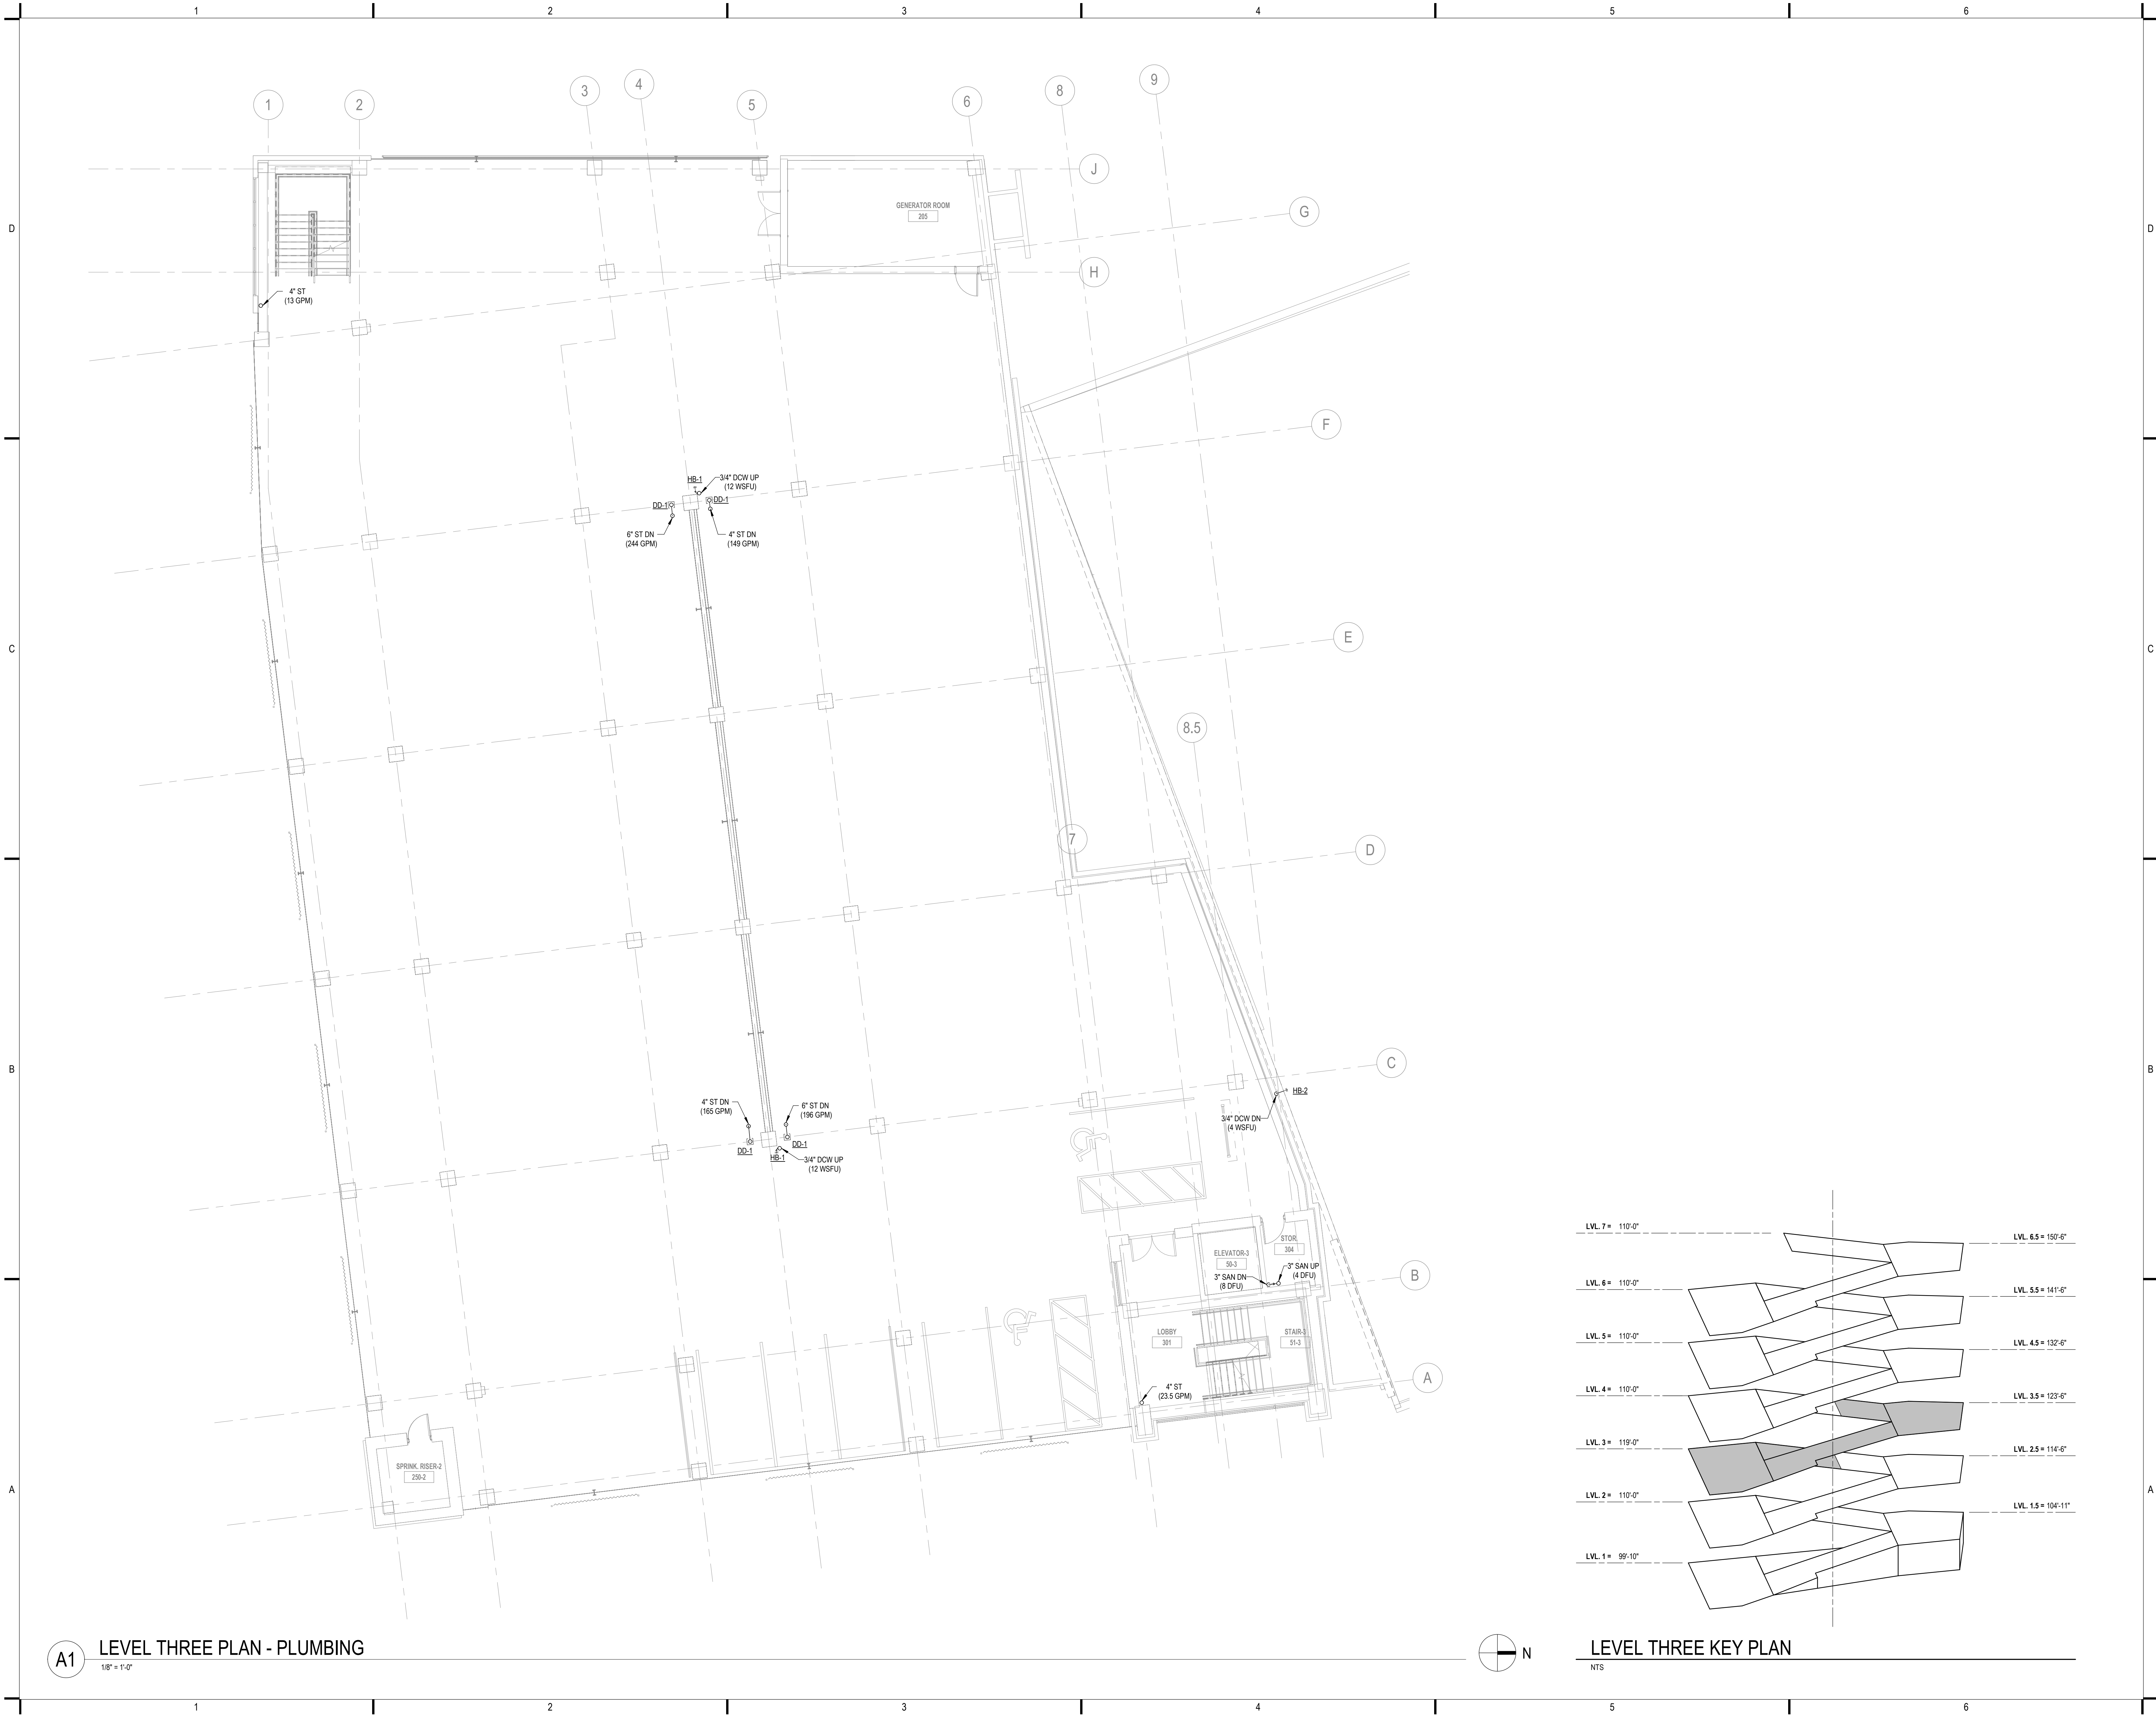 1 2 3 4 5 6
1 2 3 4 5 6 8 9
J
G
H
F
E
8.5
7
D
C
B
A
D
C
B
A
D
C
B
A
GENERATOR ROOM
205
4" ST
(13 GPM)
HB-1
3/4" DCW UP
(12 WSFU)
DD-1
DD-1
6" ST DN
(244 GPM)
4" ST DN
(149 GPM)
4" ST DN
(165 GPM)
6" ST DN
(196 GPM)
DD-1
DD-1
HB-1
3/4" DCW UP
(12 WSFU)
HB-2
3/4" DCW DN
(4 WSFU)
STOR.
304
ELEVATOR-3
50-3
3" SAN DN
(8 DFU)
3" SAN UP
(4 DFU)
LOBBY
301
STAIR-3
51-3
4" ST
(23.5 GPM)
SPRINK. RISER-2
250-2
LVL. 7 = 110'-0"
LVL. 6.5 = 150'-6"
LVL. 6 = 110'-0"
LVL. 5.5 = 141'-6"
LVL. 5 = 110'-0"
LVL. 4.5 = 132'-6"
LVL. 4 = 110'-0"
LVL. 3.5 = 123'-6"
LVL. 3 = 119'-0"
LVL. 2.5 = 114'-6"
LVL. 2 = 110'-0"
LVL. 1.5 = 104'-11"
LVL. 1 = 99'-10"
A1
LEVEL THREE PLAN - PLUMBING
1/8" = 1'-0"
N
LEVEL THREE KEY PLAN
NTS
1 2 3 4 5 6